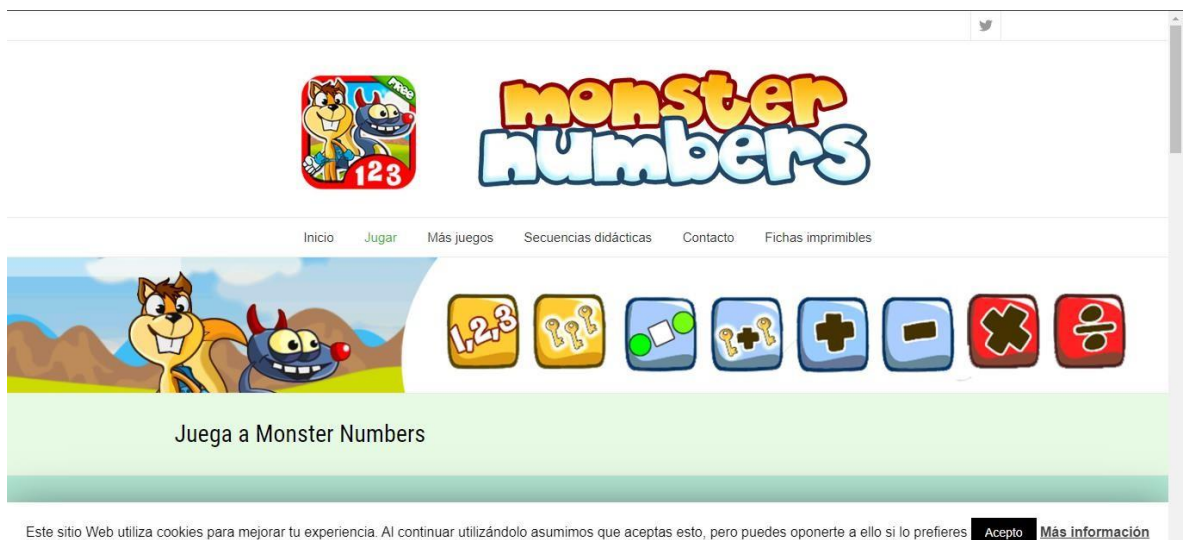 Free
123
monster
numbers
Inicio Jugar Más juegos Secuencias didácticas Contacto Fichas imprimibles
1,2,3
Juega a Monster Numbers
Este sitio Web utiliza cookies para mejorar tu experiencia. Al continuar utilizándolo asumimos que aceptas esto, pero puedes oponerte a ello si lo prefieres Acepto Más información